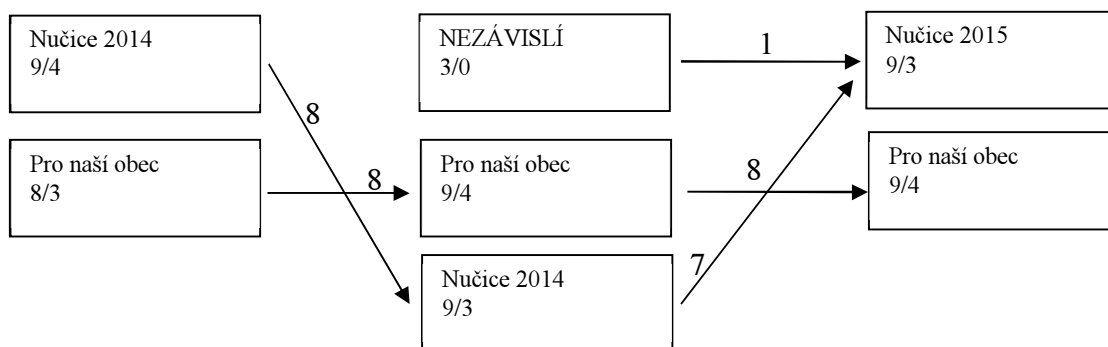 Nučice 2014
9/4
NEZÁVISLÍ
3/0
1
Nučice 2015
9/3
8
Pro naší obec
8/3
8
Pro naší obec
9/4
8
Pro naší obec
9/4
7
Nučice 2014
9/3